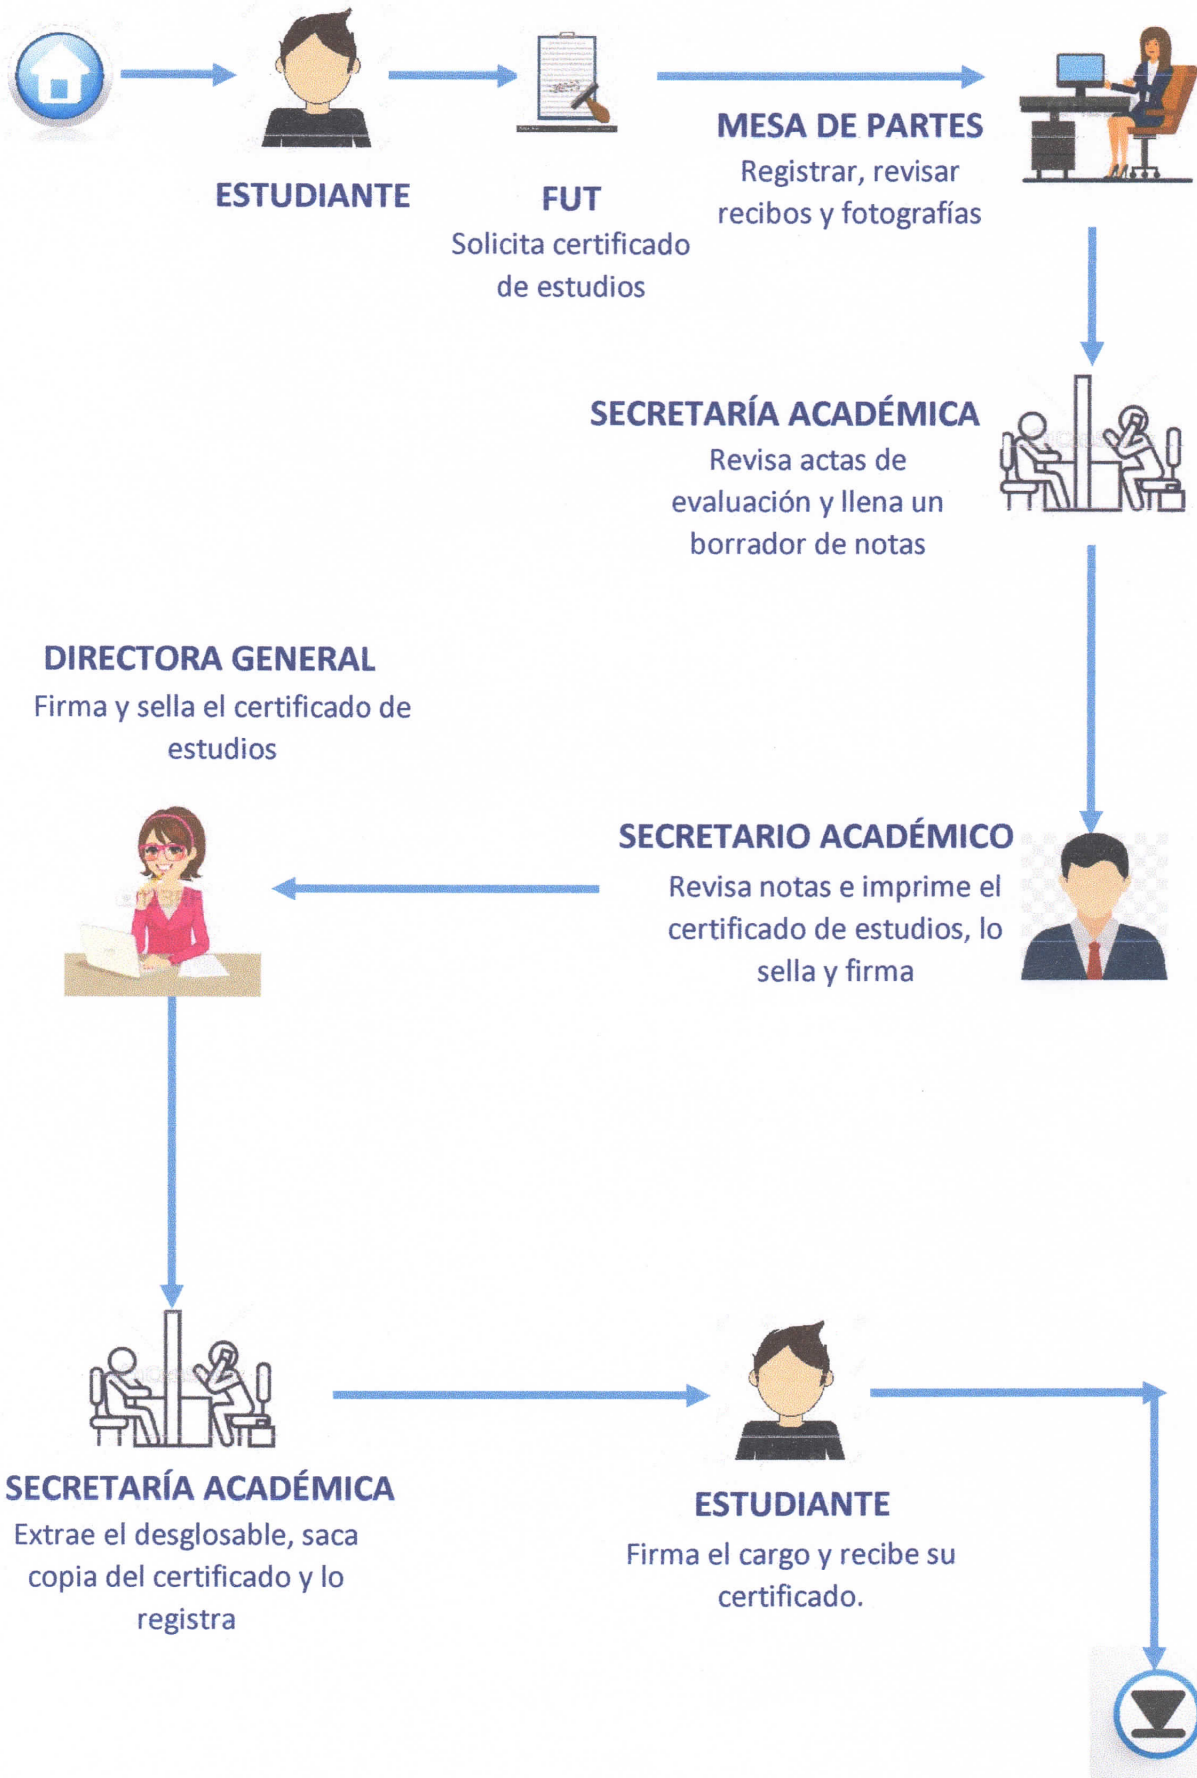 ESTUDIANTE
FUT
Solicita certificado
de estudios
MESA DE PARTES
Registrar, revisar
recibos y fotografías
SECRETARÍA ACADÉMICA
Revisa actas de
evaluación y llena un
borrador de notas
SECRETARIO ACADÉMICO
Revisa notas e imprime el
certificado de estudios, lo
sella y firma
DIRECTORA GENERAL
Firma y sella el certificado de
estudios
SECRETARÍA ACADÉMICA
Extrae el desglosable, saca
copia del certificado y lo
registra
ESTUDIANTE
Firma el cargo y recibe su
certificado.